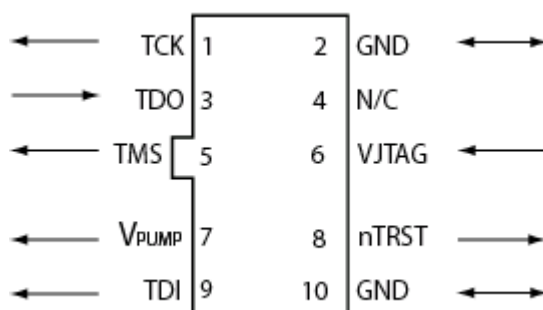 TCK 1 2 GND
TDO 3 4 N/C
TMS 5 6 VJTAG
VPUMP 7 8 nTRST
TDI 9 10 GND